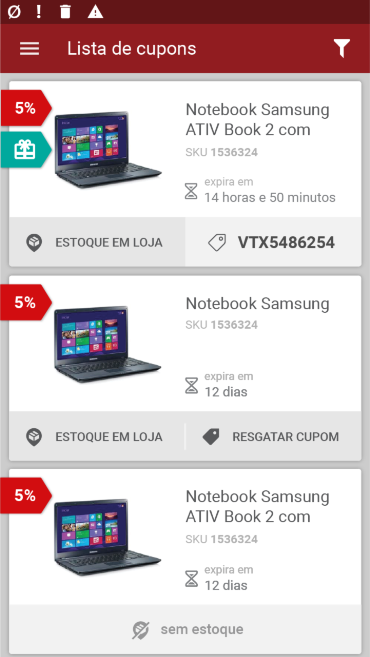 Lista de cupons
5%
Notebook Samsung
ATIV Book 2 com
SKU 1536324
expira em
14 horas e 50 minutos
ESTOQUE EM LOJA
VTX5486254
5%
Notebook Samsung
SKU 1536324
expira em
12 dias
ESTOQUE EM LOJA
RESGATAR CUPOM
5%
Notebook Samsung
ATIV Book 2 com
SKU 1536324
expira em
12 dias
sem estoque